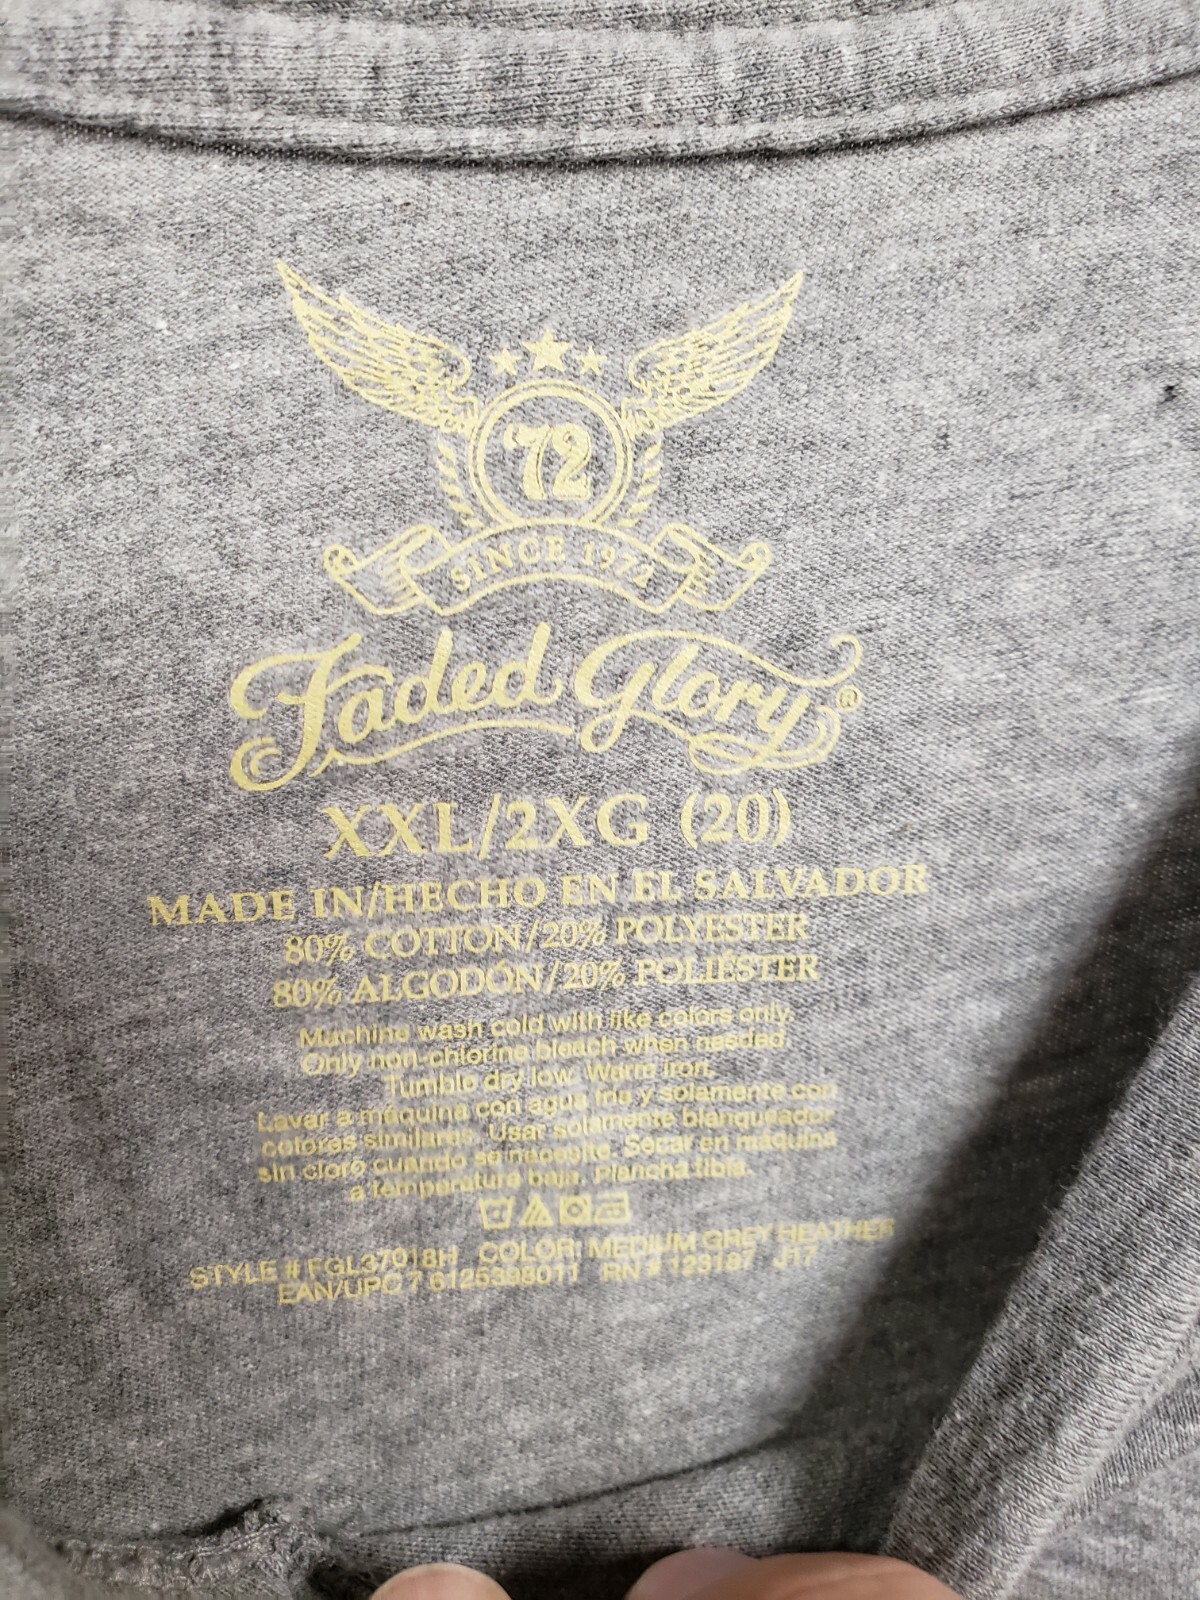 '72
SINCE 1972
Faded Glory®
XXL/2XG (20)
MADE IN/HECHO EN EL SALVADOR
80% COTTON/20% POLYESTER
80% ALGODÓN/20% POLIÉSTER
Machine wash cold with like colors only.
Only non-chlorine bleach when needed.
Tumble dry low. Warm iron.
Lavar a máquina con agua fria y solamente con
colores similares. Usar solamente blanqueador
sin cloro cuando se necesite. Secar en máquina
a temperatura baja. Plancha tibia.
STYLE # FGL37018H COLOR: MEDIUM GREY HEATHER
EAN/UPC 7 6125398011 RN # 123187 J17